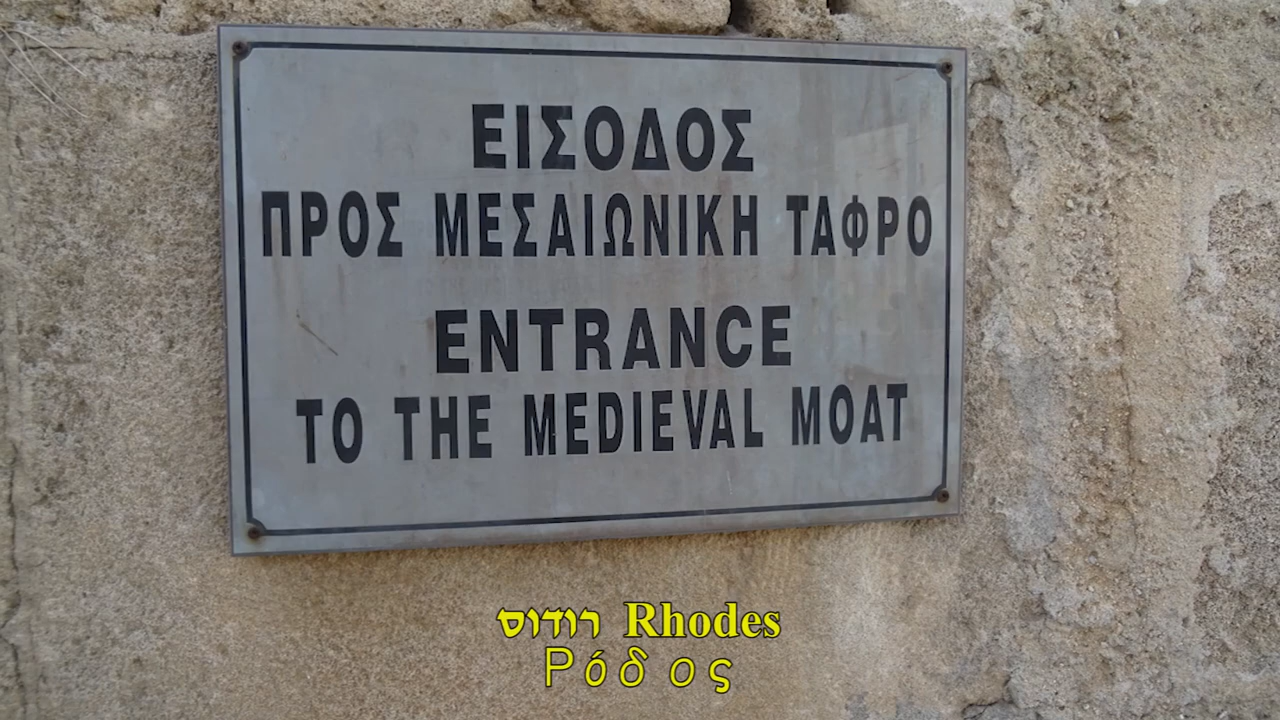 ΕΙΣΟΔΟΣ
ΠΡΟΣ ΜΕΣΑΙΩΝΙΚΗ ΤΑΦΡΟ
ENTRANCE
TO THE MEDIEVAL MOAT
רודוס Rhodes
Ρόδος